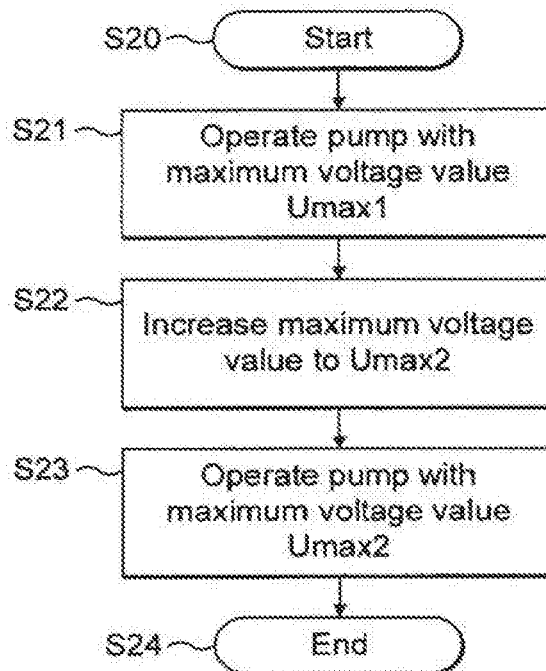 S20
Start
S21
Operate pump with
maximum voltage value
Umax1
S22
Increase maximum voltage
value to Umax2
S23
Operate pump with
maximum voltage value
Umax2
S24
End